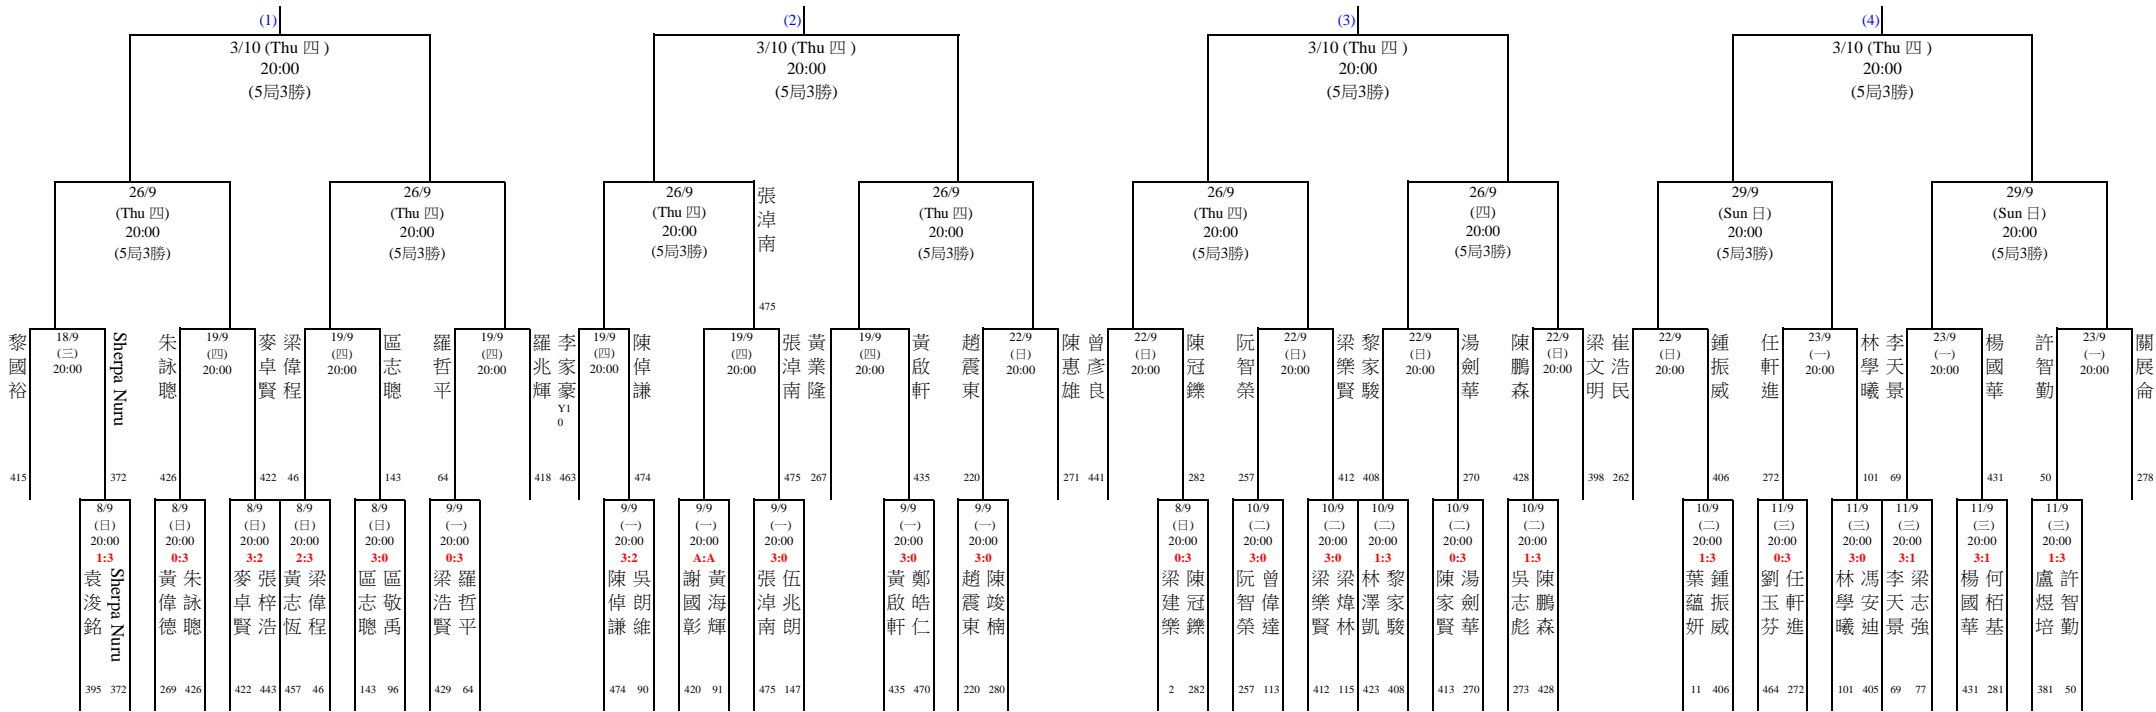 (1)
(2)
(3)
(4)
3/10 (Thu 四 )
20:00
(5局3勝)
3/10 (Thu 四 )
20:00
(5局3勝)
3/10 (Thu 四 )
20:00
(5局3勝)
3/10 (Thu 四 )
20:00
(5局3勝)
26/9
(Thu 四)
20:00
(5局3勝)
26/9
(Thu 四)
20:00
(5局3勝)
26/9
(Thu 四)
20:00
(5局3勝)
張淖南
475
26/9
(Thu 四)
20:00
(5局3勝)
26/9
(Thu 四)
20:00
(5局3勝)
26/9
(四)
20:00
(5局3勝)
29/9
(Sun 日)
20:00
(5局3勝)
29/9
(Sun 日)
20:00
(5局3勝)
黎國裕
415
18/9
(三)
20:00
Sherpa Nuru
372
朱詠聰
426
19/9
(四)
20:00
麥卓賢
422
梁偉程
46
19/9
(四)
20:00
區志聰
143
羅哲平
64
19/9
(四)
20:00
羅兆輝
418
李家豪
Y1
0
463
19/9
(四)
20:00
陳倬謙
474
19/9
(四)
20:00
張淖南
475
黃業隆
267
19/9
(四)
20:00
黃啟軒
435
趙震東
220
22/9
(日)
20:00
陳惠雄
271
曾彥良
441
22/9
(日)
20:00
陳冠鑠
282
阮智榮
257
22/9
(日)
20:00
梁樂賢
412
黎家駿
408
22/9
(日)
20:00
湯劍華
270
陳鵬森
428
22/9
(日)
20:00
梁文明
398
崔浩民
262
22/9
(日)
20:00
鍾振威
406
任軒進
272
23/9
(一)
20:00
林學曦
101
李天景
69
23/9
(一)
20:00
楊國華
431
許智勤
50
23/9
(一)
20:00
關展侖
278
8/9
(日)
20:00
1:3
袁浚銘
395
Sherpa Nuru
372
8/9
(日)
20:00
0:3
黃偉德
269
朱詠聰
426
8/9
(日)
20:00
3:2
麥卓賢
422
張梓浩
443
8/9
(日)
20:00
2:3
黃志恆
457
梁偉程
46
8/9
(日)
20:00
3:0
區志聰
143
區敬禹
96
9/9
(一)
20:00
0:3
梁浩賢
429
羅哲平
64
9/9
(一)
20:00
3:2
陳倬謙
474
吳朗維
90
9/9
(一)
20:00
A:A
謝國彰
420
黃海輝
91
9/9
(一)
20:00
3:0
張淖南
475
伍兆朗
147
9/9
(一)
20:00
3:0
黃啟軒
435
鄭皓仁
470
9/9
(一)
20:00
3:0
趙震東
220
陳竣楠
280
8/9
(日)
20:00
0:3
梁建樂
2
陳冠鑠
282
10/9
(二)
20:00
3:0
阮智榮
257
曾偉達
113
10/9
(二)
20:00
3:0
梁樂賢
412
梁煒林
115
10/9
(二)
20:00
1:3
林澤凱
423
黎家駿
408
10/9
(二)
20:00
0:3
陳家賢
413
湯劍華
270
10/9
(二)
20:00
1:3
吳志彪
273
陳鵬森
428
10/9
(二)
20:00
1:3
葉蘊妍
11
鍾振威
406
11/9
(三)
20:00
0:3
劉玉芬
464
任軒進
272
11/9
(三)
20:00
3:0
林學曦
101
馮安迪
405
11/9
(三)
20:00
3:1
李天景
69
梁志強
77
11/9
(三)
20:00
3:1
楊國華
431
何栢基
281
11/9
(三)
20:00
1:3
盧煜培
381
許智勤
50